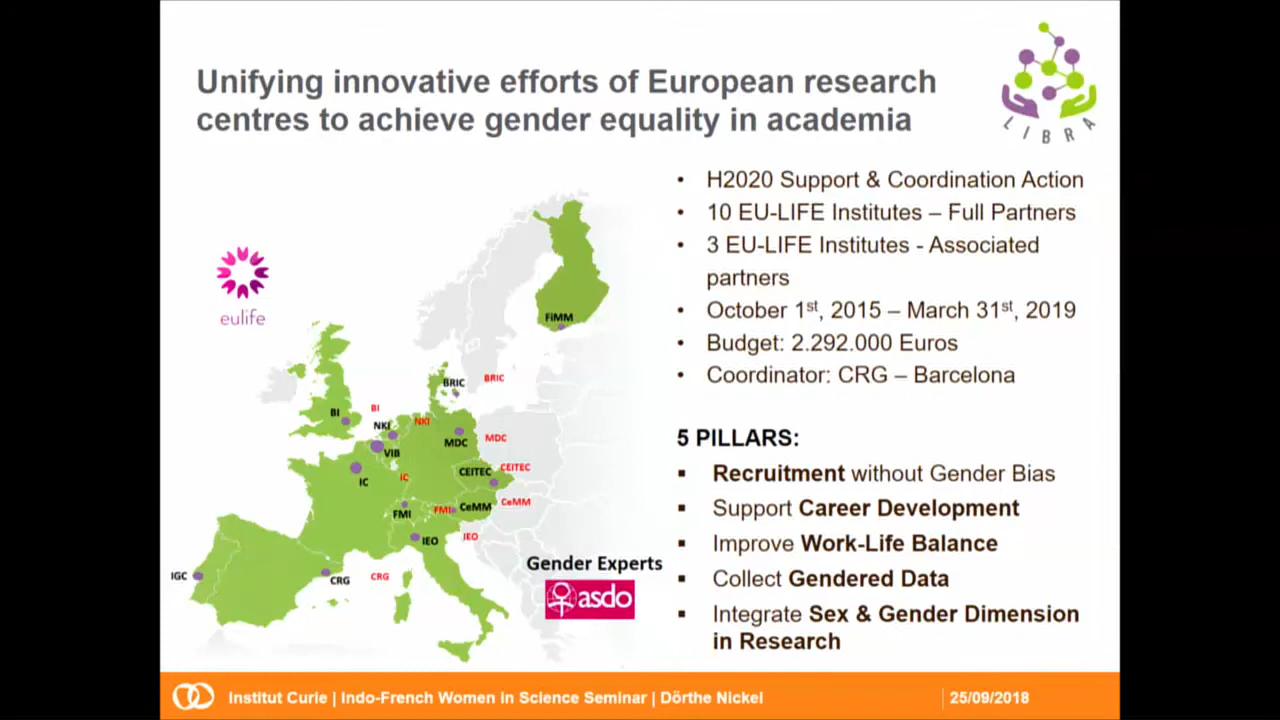 Unifying innovative efforts of European research
centres to achieve gender equality in academia
LIBRA
• H2020 Support & Coordination Action
• 10 EU-LIFE Institutes – Full Partners
• 3 EU-LIFE Institutes - Associated
partners
• October 1st, 2015 – March 31st, 2019
• Budget: 2.292.000 Euros
• Coordinator: CRG – Barcelona
5 PILLARS:
▪ Recruitment without Gender Bias
▪ Support Career Development
▪ Improve Work-Life Balance
▪ Collect Gendered Data
▪ Integrate Sex & Gender Dimension
in Research
eulife
FiMM
BRIC
BRIC
BI
BI
NKI
NKI
MDC
MDC
VIB
CEITEC
CEITEC
IC
IC
FMI
FMI
CeMM
CeMM
IEO
IEO
IGC
CRG
CRG
Gender Experts
asdo
Institut Curie | Indo-French Women in Science Seminar | Dörthe Nickel
25/09/2018